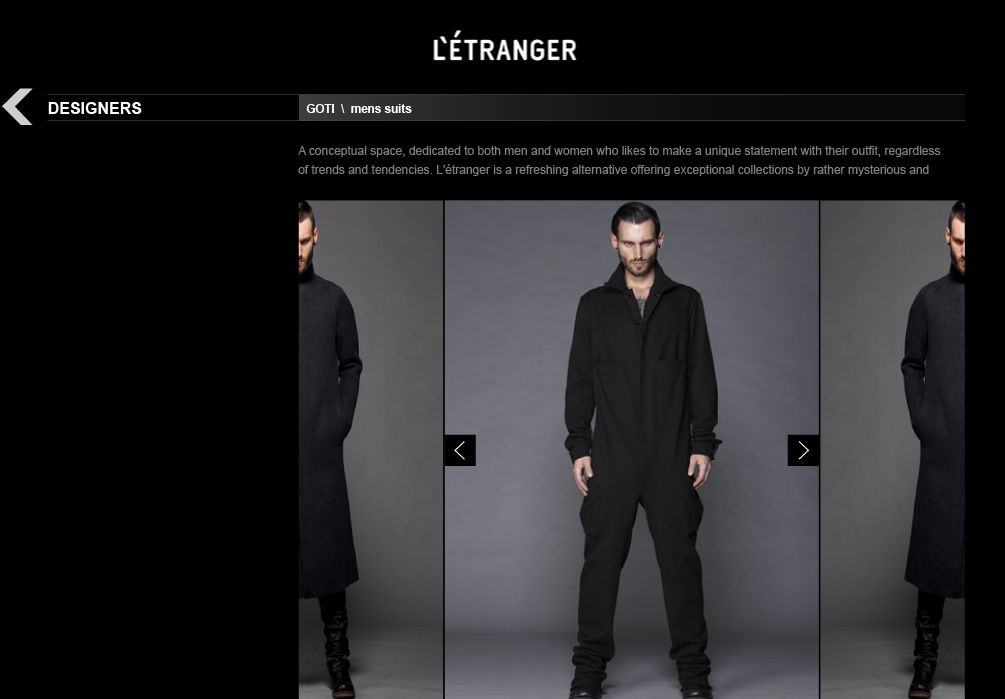 L'ÉTRANGER
DESIGNERS
GOTI \ mens suits
A conceptual space, dedicated to both men and women who likes to make a unique statement with their outfit, regardless
of trends and tendencies. L'étranger is a refreshing alternative offering exceptional collections by rather mysterious and